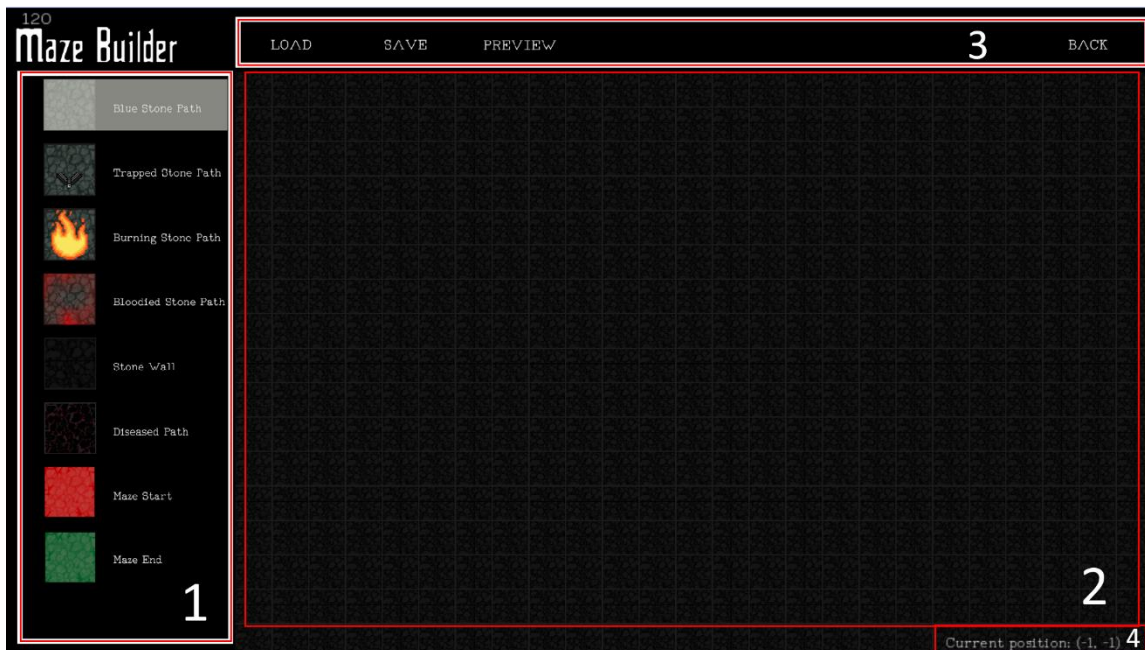 120
Maze Builder
LOAD SAVE PREVIEW 3 BACK
Blue Stone Path
Trapped Stone Path
Burning Stone Path
Bloodied Stone Path
Stone Wall
Diseased Path
Maze Start
Maze End
1
2
Current position: (-1, -1) 4